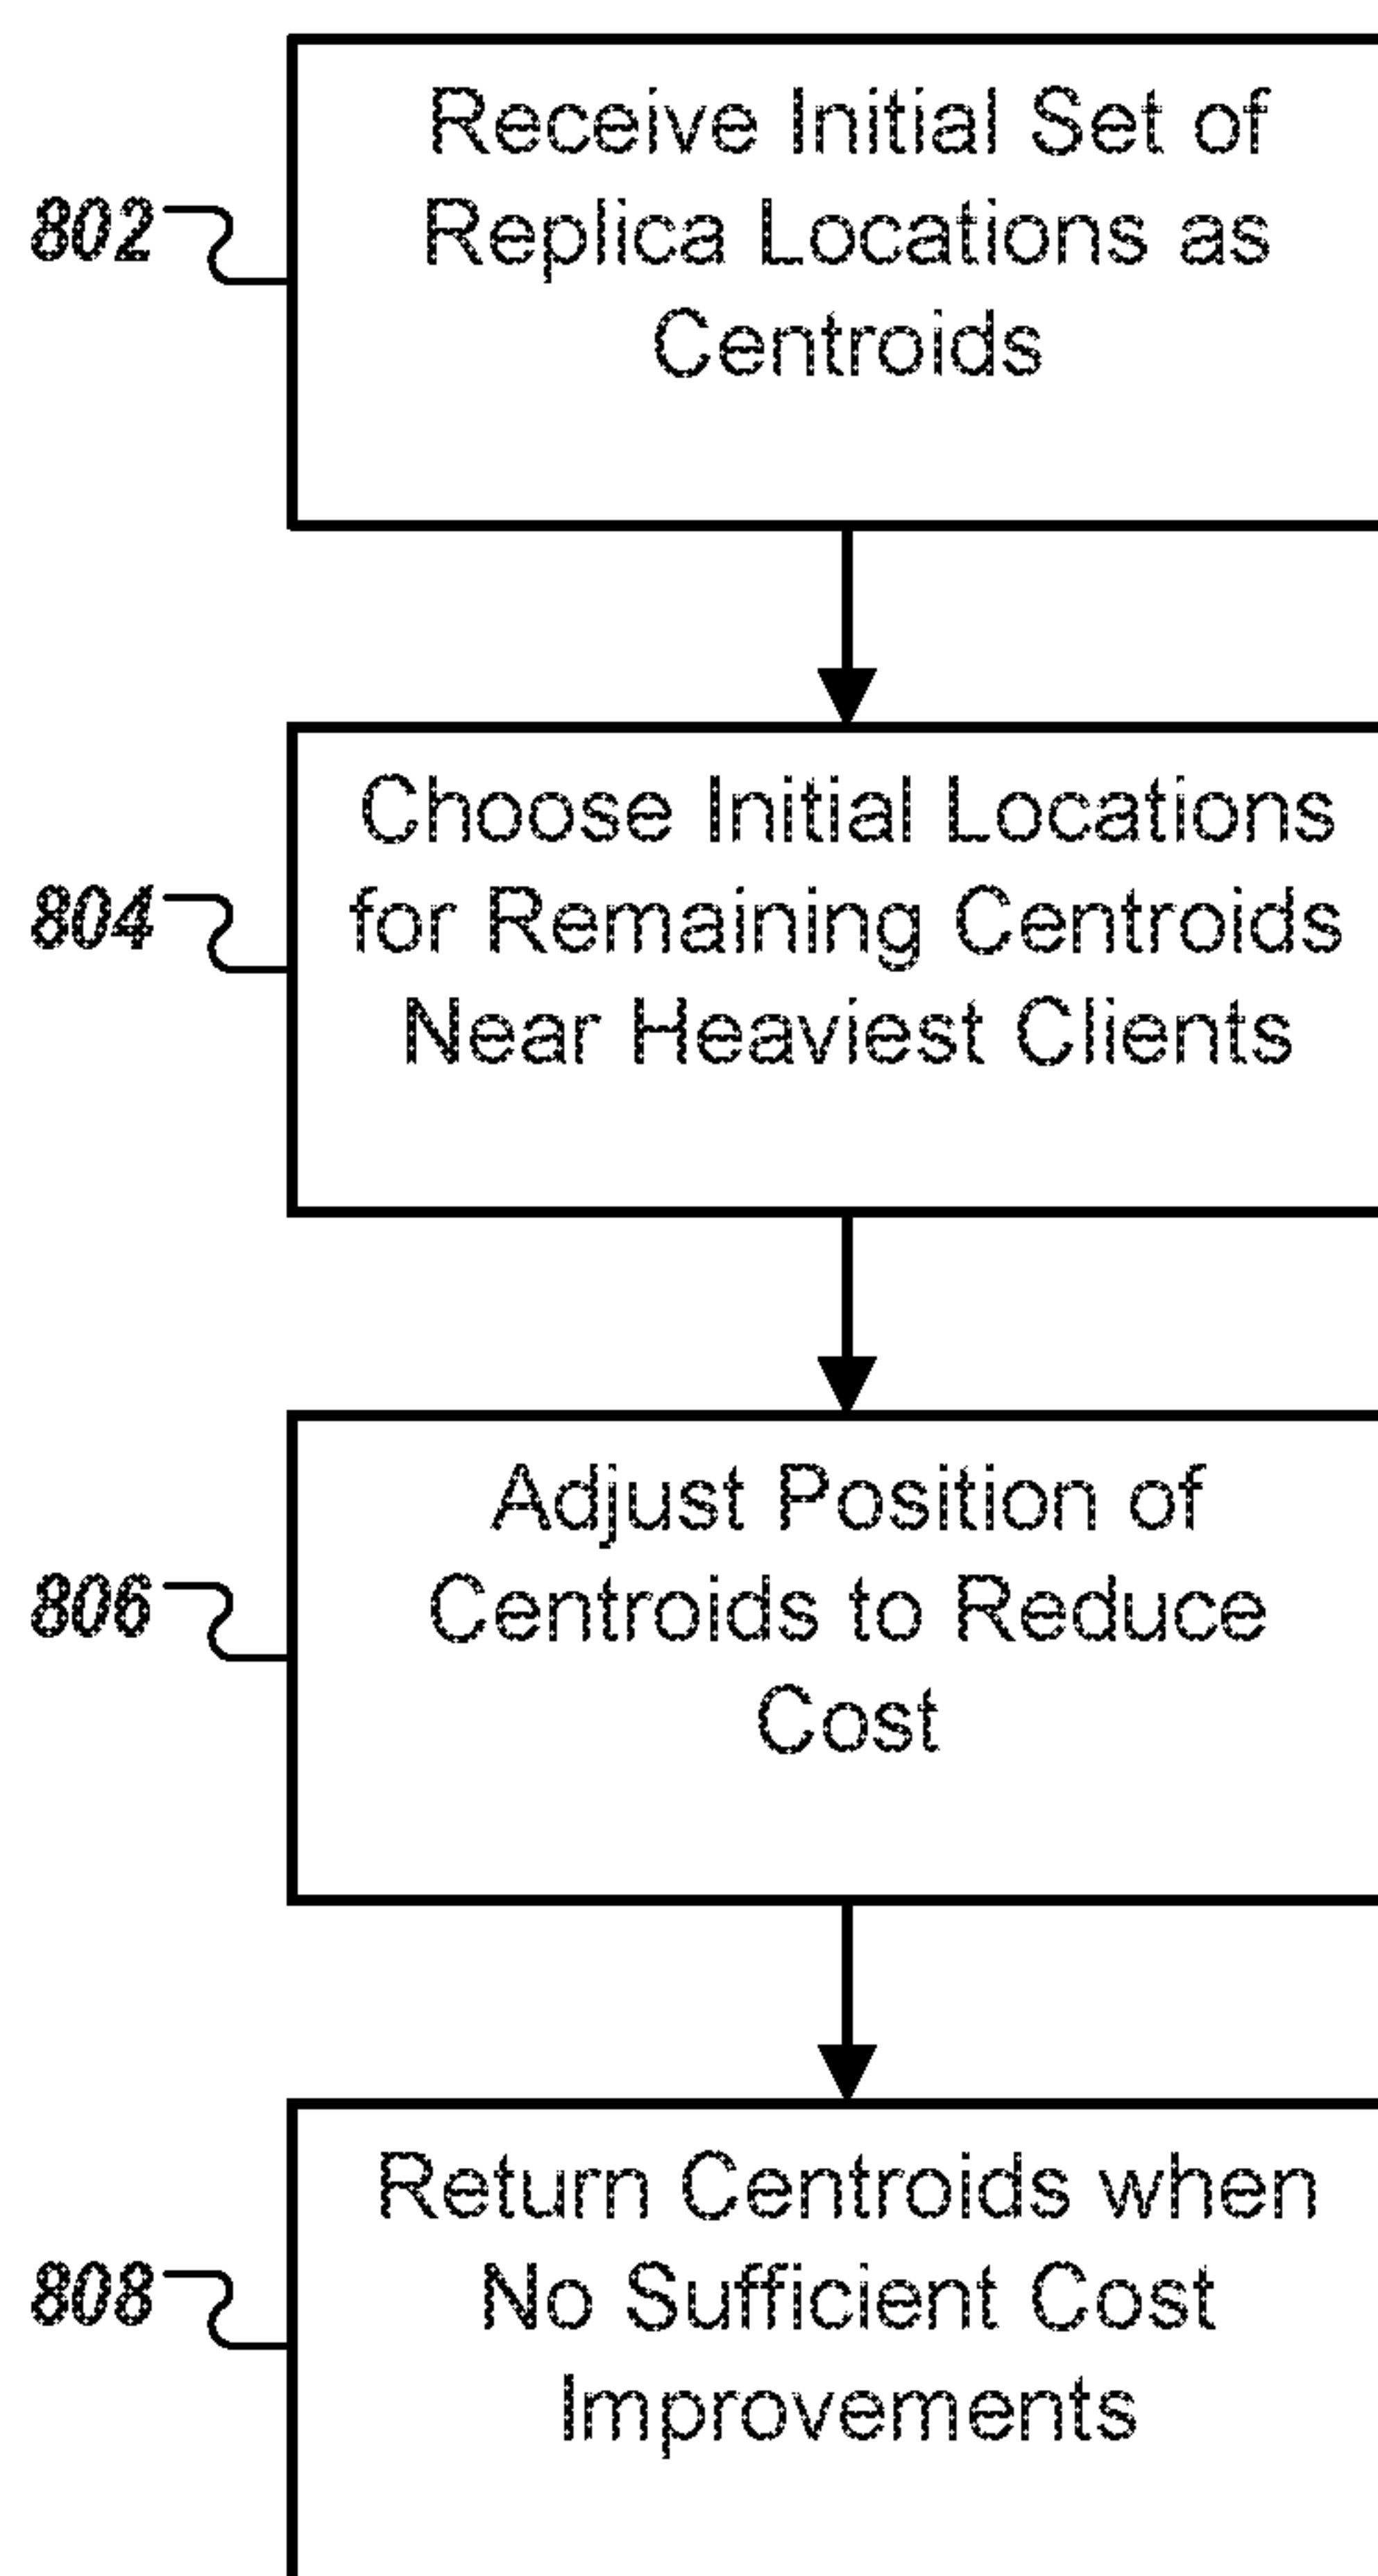 Receive Initial Set of
Replica Locations as
Centroids
802
Choose Initial Locations
for Remaining Centroids
Near Heaviest Clients
804
Adjust Position of
Centroids to Reduce
Cost
806
Return Centroids when
No Sufficient Cost
Improvements
808